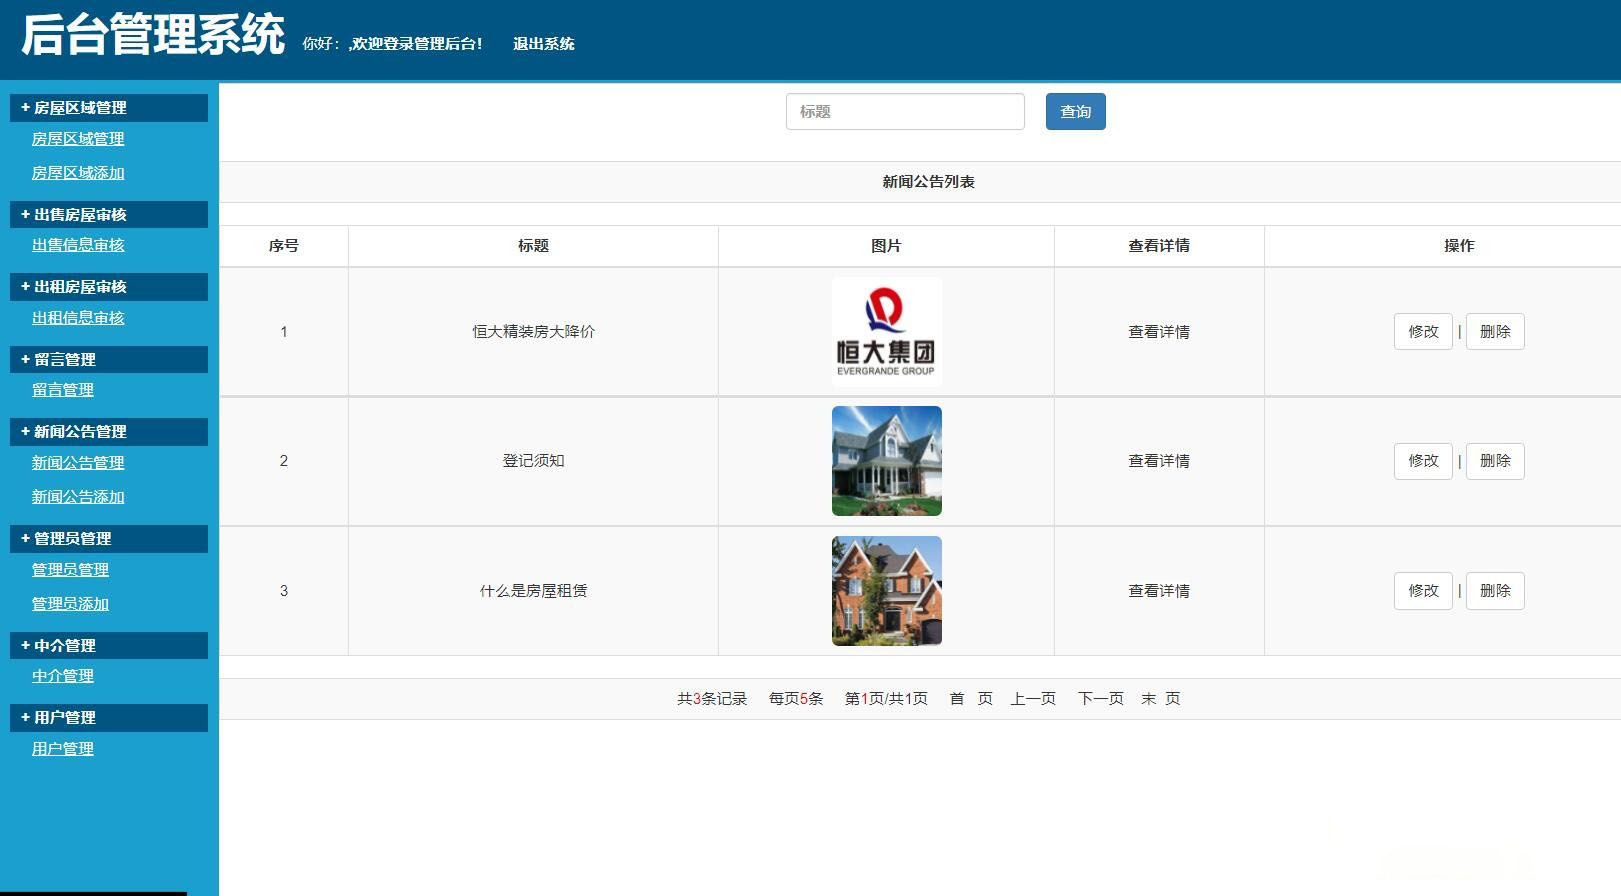 后台管理系统 你好：,欢迎登录管理后台！ 退出系统
+ 房屋区域管理
房屋区域管理
房屋区域添加
+ 出售房屋审核
出售信息审核
+ 出租房屋审核
出租信息审核
+ 留言管理
留言管理
+ 新闻公告管理
新闻公告管理
新闻公告添加
+ 管理员管理
管理员管理
管理员添加
+ 中介管理
中介管理
+ 用户管理
用户管理
标题 查询
新闻公告列表
序号 标题 图片 查看详情 操作
1 恒大精装房大降价 查看详情 修改 | 删除
恒大集团
EVERGRANDE GROUP
2 登记须知 查看详情 修改 | 删除
3 什么是房屋租赁 查看详情 修改 | 删除
共3条记录 每页5条 第1页/共1页 首 页 上一页 下一页 末 页